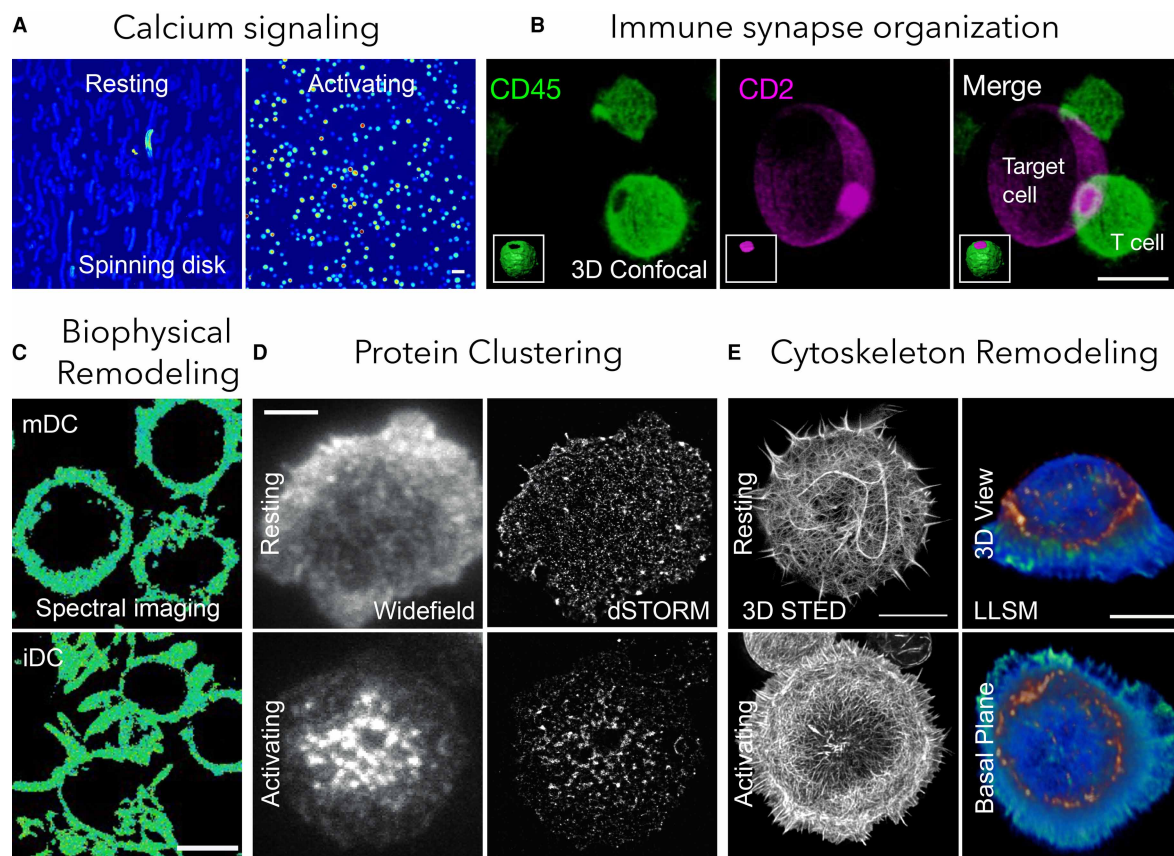 A
Calcium signaling
B
Immune synapse organization
Resting
Activating
CD45
CD2
Merge
Target
cell
T cell
Spinning disk
3D Confocal
C
Biophysical
Remodeling
D
Protein Clustering
E
Cytoskeleton Remodeling
mDC
Resting
Resting
3D View
Spectral imaging
Widefield
dSTORM
3D STED
LLSM
iDC
Activating
Activating
Basal Plane